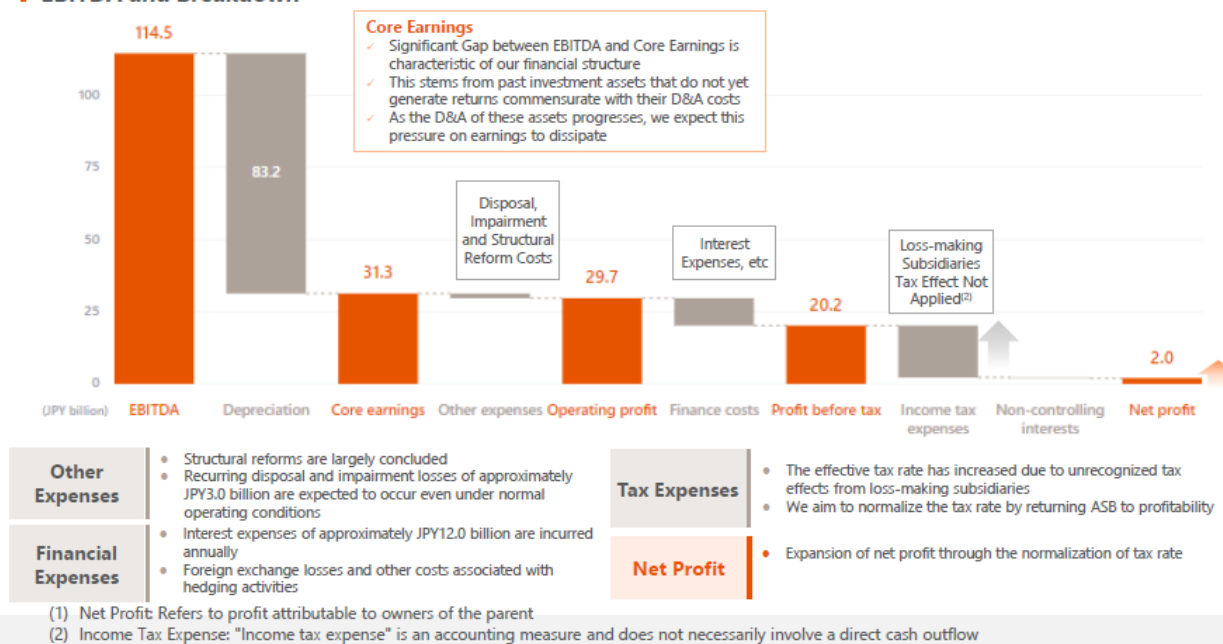 EBITDA and Breakdown
114.5
Core Earnings
✓ Significant Gap between EBITDA and Core Earnings is
characteristic of our financial structure
✓ This stems from past investment assets that do not yet
generate returns commensurate with their D&A costs
✓ As the D&A of these assets progresses, we expect this
pressure on earnings to dissipate
100
75
83.2
50
Disposal,
Impairment
and Structural
Reform Costs
Interest
Expenses, etc
Loss-making
Subsidiaries
Tax Effect Not
Applied(2)
31.3
29.7
25
20.2
2.0
0
(JPY billion) EBITDA Depreciation Core earnings Other expenses Operating profit Finance costs Profit before tax Income tax
expenses Non-controlling
interests Net profit
Other
Expenses
• Structural reforms are largely concluded
• Recurring disposal and impairment losses of approximately
JPY3.0 billion are expected to occur even under normal
operating conditions
Financial
Expenses
• Interest expenses of approximately JPY12.0 billion are incurred
annually
• Foreign exchange losses and other costs associated with
hedging activities
Tax Expenses
• The effective tax rate has increased due to unrecognized tax
effects from loss-making subsidiaries
• We aim to normalize the tax rate by returning ASB to profitability
Net Profit
• Expansion of net profit through the normalization of tax rate
(1) Net Profit: Refers to profit attributable to owners of the parent
(2) Income Tax Expense: "Income tax expense" is an accounting measure and does not necessarily involve a direct cash outflow